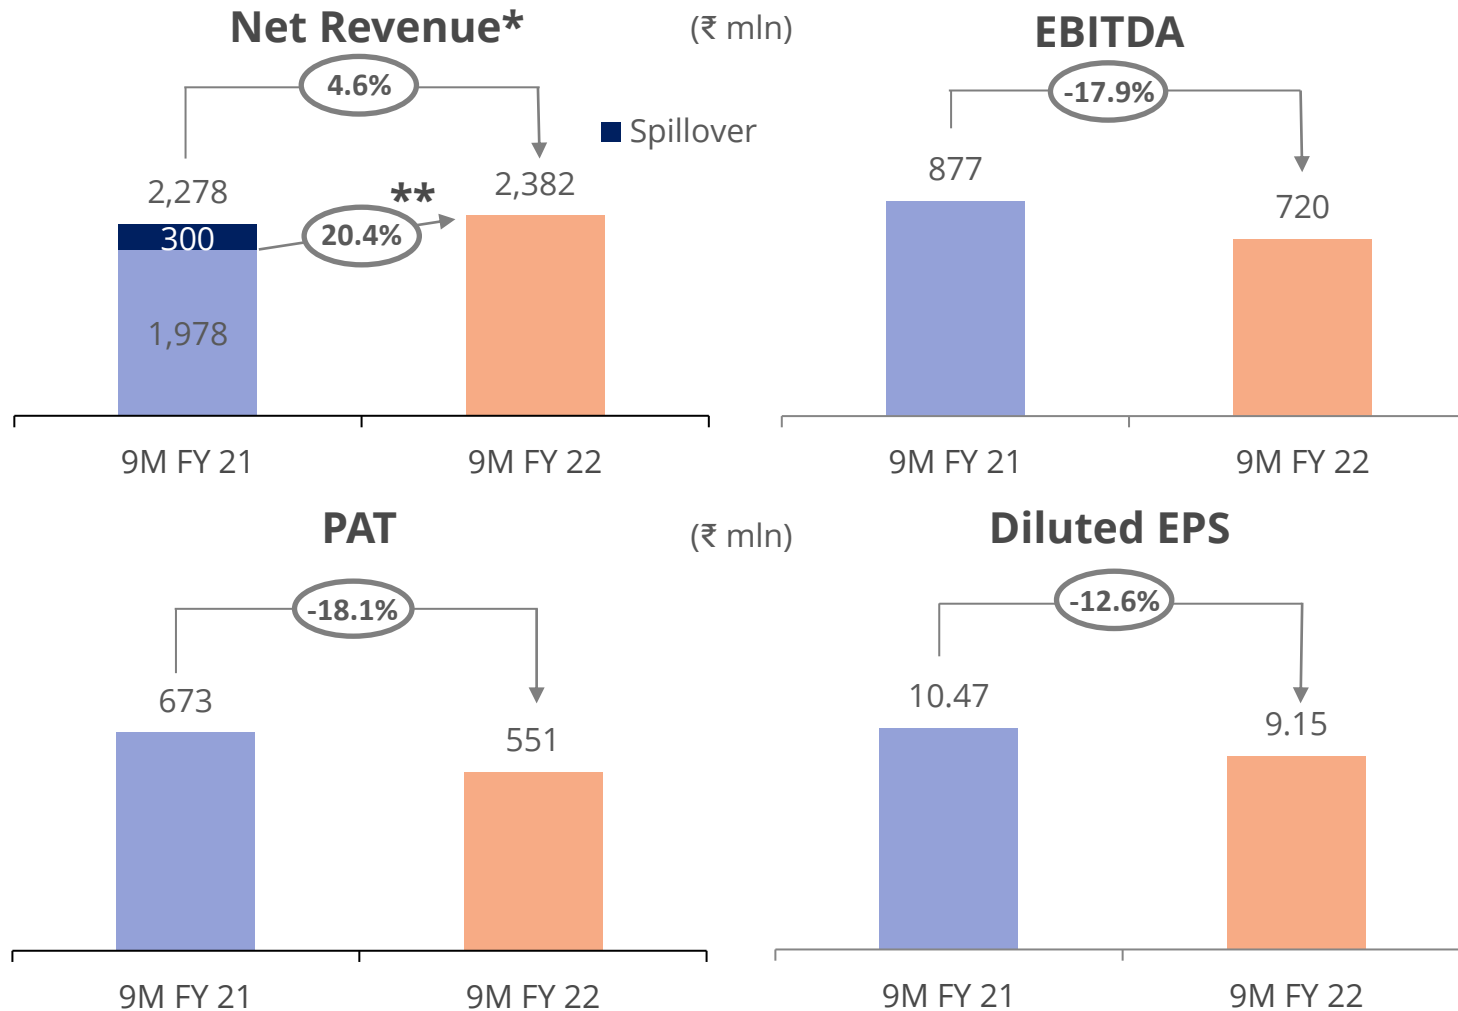 Net Revenue*
(₹ mln)
4.6%
Spillover
2,278
**
2,382
300
20.4%
1,978
9M FY 21
9M FY 22
EBITDA
-17.9%
877
720
9M FY 21
9M FY 22
PAT
(₹ mln)
-18.1%
673
551
9M FY 21
9M FY 22
Diluted EPS
-12.6%
10.47
9.15
9M FY 21
9M FY 22